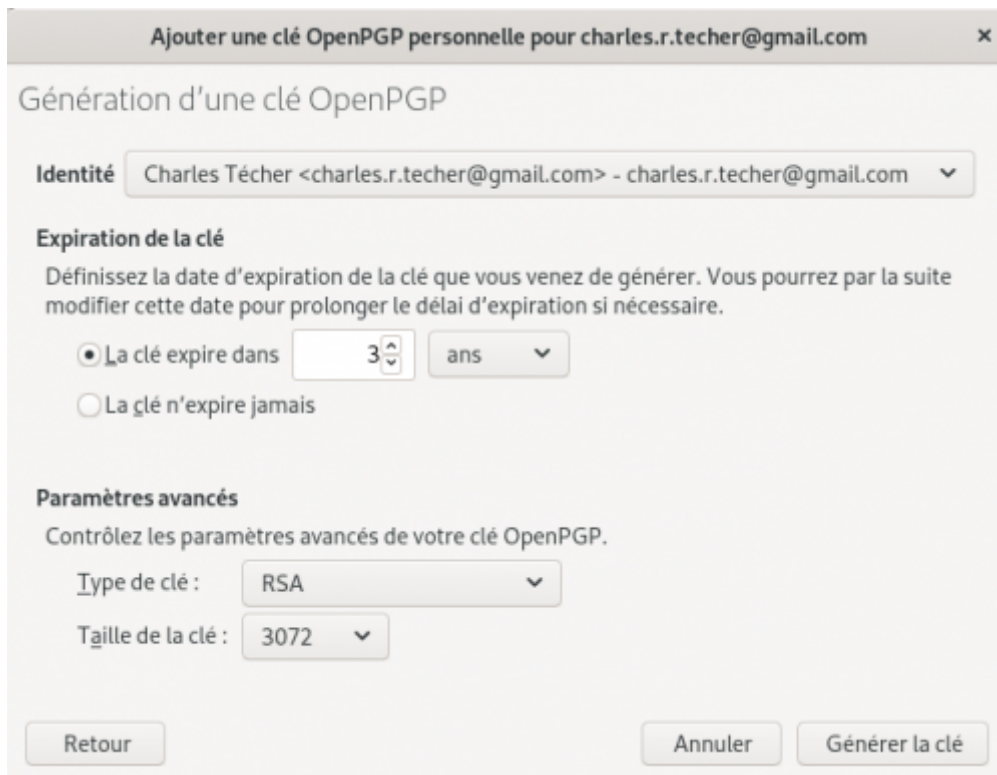 Ajouter une clé OpenPGP personnelle pour charles.r.techer@gmail.com ×
Génération d'une clé OpenPGP
Identité Charles Técher <charles.r.techer@gmail.com> - charles.r.techer@gmail.com
Expiration de la clé
Définissez la date d'expiration de la clé que vous venez de générer. Vous pourrez par la suite
modifier cette date pour prolonger le délai d'expiration si nécessaire.
La clé expire dans 3 ans
La clé n'expire jamais
Paramètres avancés
Contrôlez les paramètres avancés de votre clé OpenPGP.
Type de clé : RSA
Taille de la clé : 3072
Retour Annuler Générer la clé